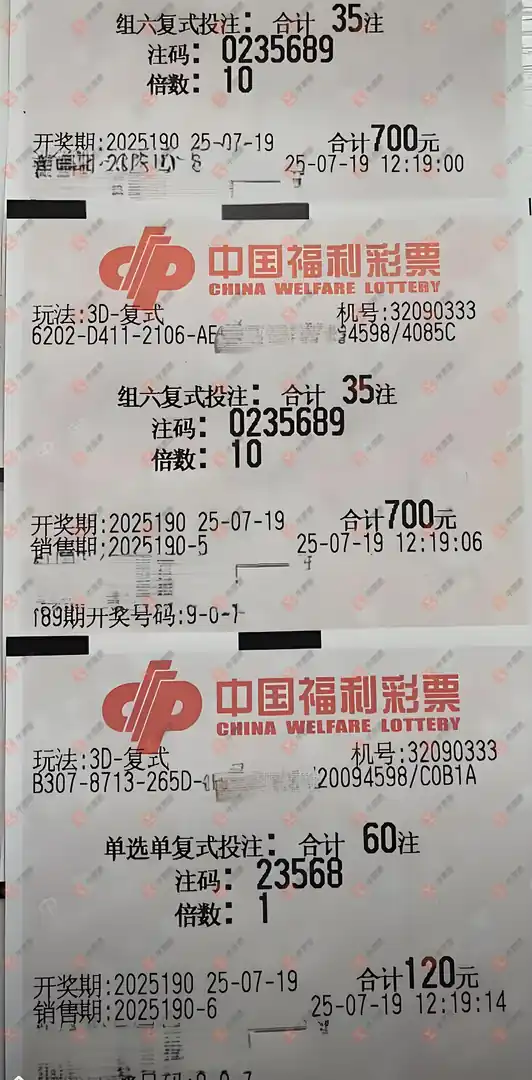 组六复式投注： 合计 35注
注码： 0235689
倍数： 10
开奖期:2025190 25-07-19 合计700元
25-07-19 12:19:00
中国福利彩票
CHINA WELFARE LOTTERY
玩法:3D-复式 机号:32090333
6202-D411-2106-AE 4598/4085C
组六复式投注： 合计 35注
注码： 0235689
倍数： 10
开奖期:2025190 25-07-19 合计700元
销售期:2025190-5 25-07-19 12:19:06
189期开奖号码:9-0-7
中国福利彩票
CHINA WELFARE LOTTERY
玩法:3D-复式 机号:32090333
B307-8713-265D- 20094598/C0B1A
单选单复式投注： 合计 60注
注码： 23568
倍数： 1
开奖期:2025190 25-07-19 合计120元
销售期:2025190-6 25-07-19 12:19:14